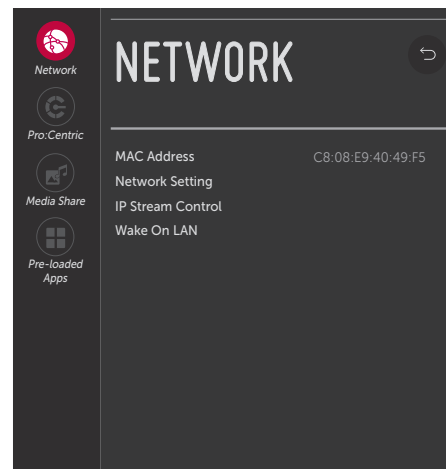 Network
Pro:Centric
Media Share
Pre-loaded
Apps
NETWORK
MAC Address C8:08:E9:40:49:F5
Network Setting
IP Stream Control
Wake On LAN